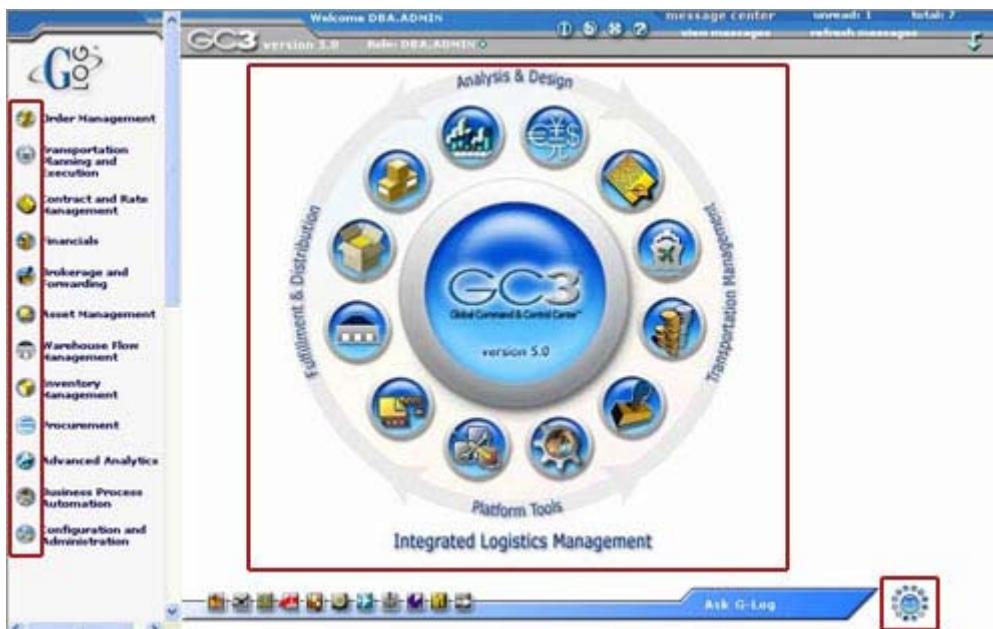 Welcome DBA.ADMIN
message center
unread: 1
total: 7
GC3 version 5.0
Role: DBA.ADMIN
view messages
refresh messages
G LOG
Order Management
Transportation
Planning and
Execution
Contract and Rate
Management
Financials
Brokerage and
Forwarding
Asset Management
Warehouse Flow
Management
Inventory
Management
Procurement
Advanced Analytics
Business Process
Automation
Configuration and
Administration
Analysis & Design
Fulfillment & Distribution
Transportation Management
GC3
Global Command & Control Center™
version 5.0
Platform Tools
Integrated Logistics Management
Ask G-Log